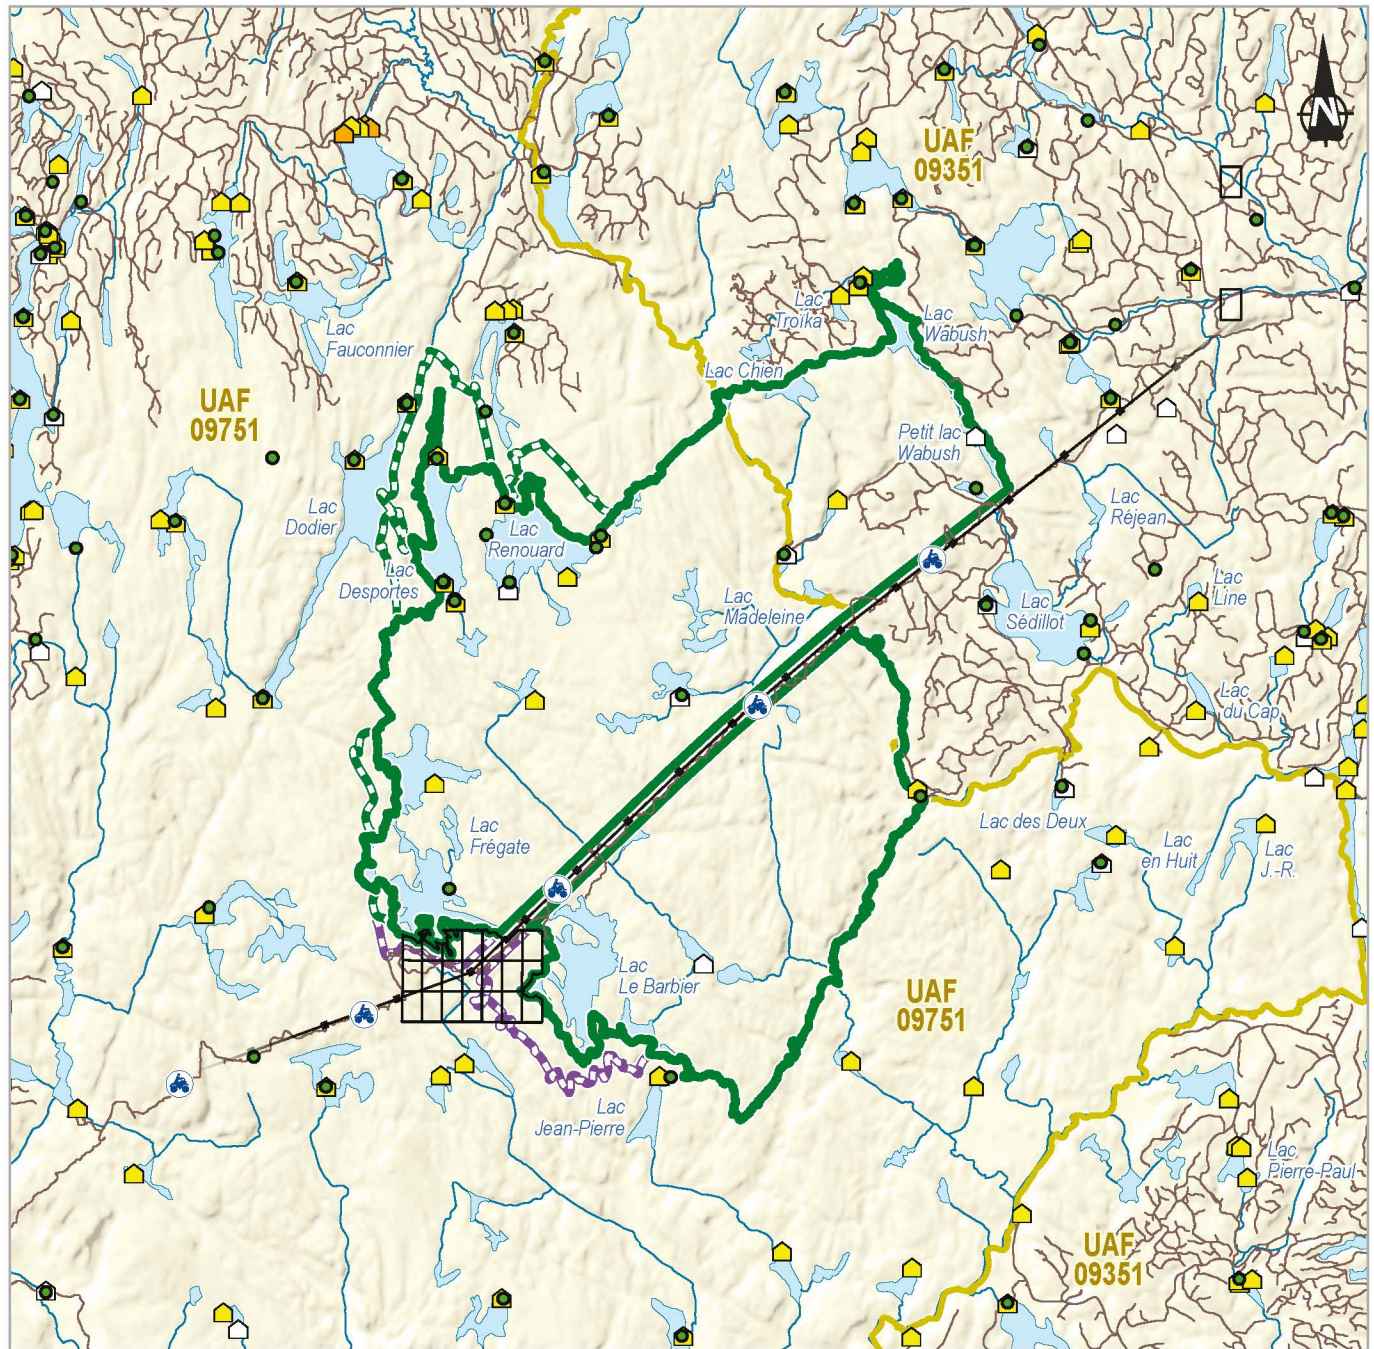 N
UAF
09351
Lac
Troïka
Lac
Wabush
Lac
Fauconnier
Lac Chien
UAF
09751
Petit lac
Wabush
Lac
Dodier
Lac
Renouard
Lac
Réjean
Lac
Desportes
Lac
Madeleine
Lac
Sédillot
Lac
Line
Lac
du Cap
Lac
Frégate
Lac des Deux
Lac
en Huit
Lac
J.-R.
Lac
Le Barbier
UAF
09751
Lac
Jean-Pierre
Lac
Pierre-Paul
UAF
09351